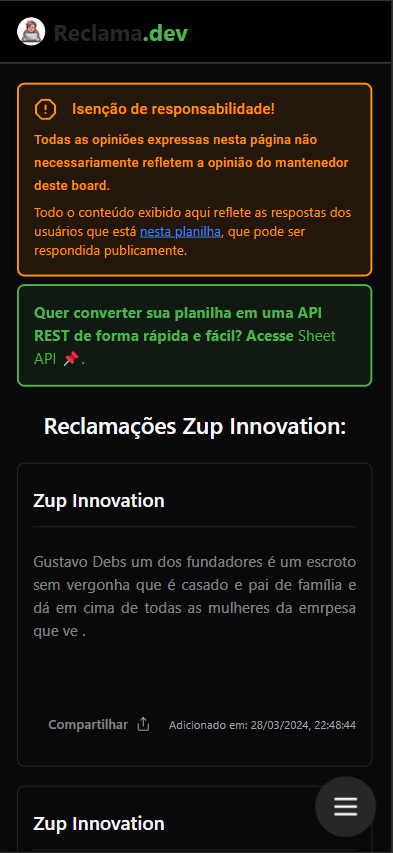 Reclama.dev
Isenção de responsabilidade!
Todas as opiniões expressas nesta página não
necessariamente refletem a opinião do mantenedor
deste board.
Todo o conteúdo exibido aqui reflete as respostas dos
usuários que está nesta planilha, que pode ser
respondida publicamente.
Quer converter sua planilha em uma API
REST de forma rápida e fácil? Acesse Sheet
API 📌 .
Reclamações Zup Innovation:
Zup Innovation
Gustavo Debs um dos fundadores é um escroto
sem vergonha que é casado e pai de família e
dá em cima de todas as mulheres da emrpesa
que ve .
Compartilhar
Adicionado em: 28/03/2024, 22:48:44
Zup Innovation